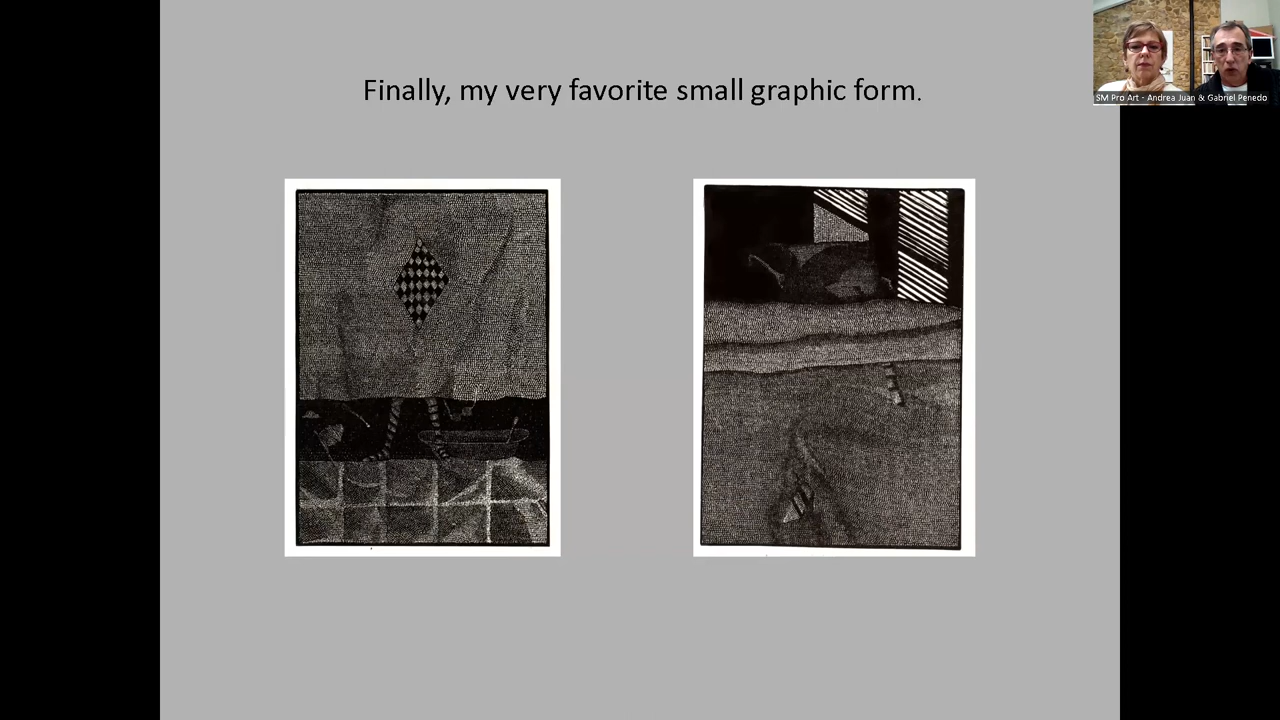 Finally, my very favorite small graphic form.
SM Pro Art - Andrea Juan & Gabriel Penedo